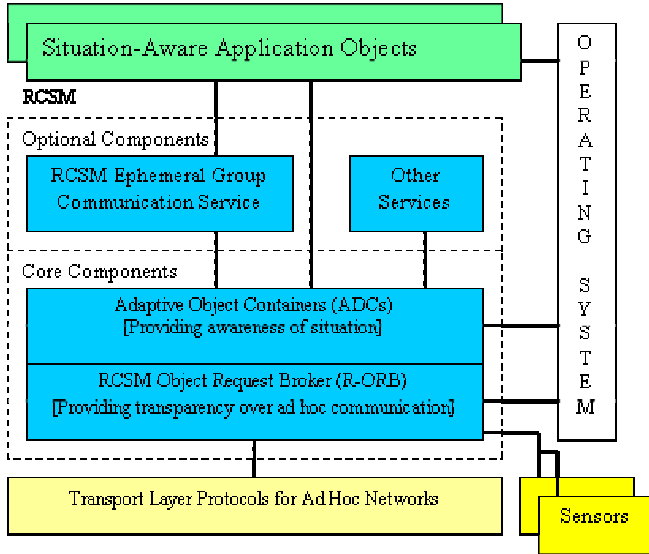 Situation-Aware Application Objects
RCSM
Optional Components
RCSM Ephemeral Group
Communication Service
Other
Services
Core Components
Adaptive Object Containers (ADCs)
[Providing awareness of situation]
RCSM Object Request Broker (R-ORB)
[Providing transparency over ad hoc communication]
Transport Layer Protocols for Ad Hoc Networks
Sensors
OPERATING SYSTEM